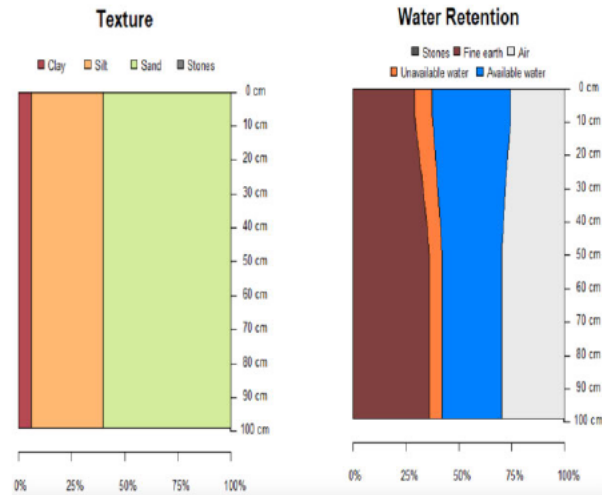 Texture
Clay Silt Sand Stones
0 cm
10 cm
20 cm
30 cm
40 cm
50 cm
60 cm
70 cm
80 cm
90 cm
100 cm
0% 25% 50% 75% 100%
Water Retention
Stones Fine earth Air
Unavailable water Available water
0 cm
10 cm
20 cm
30 cm
40 cm
50 cm
60 cm
70 cm
80 cm
90 cm
100 cm
0% 25% 50% 75% 100%